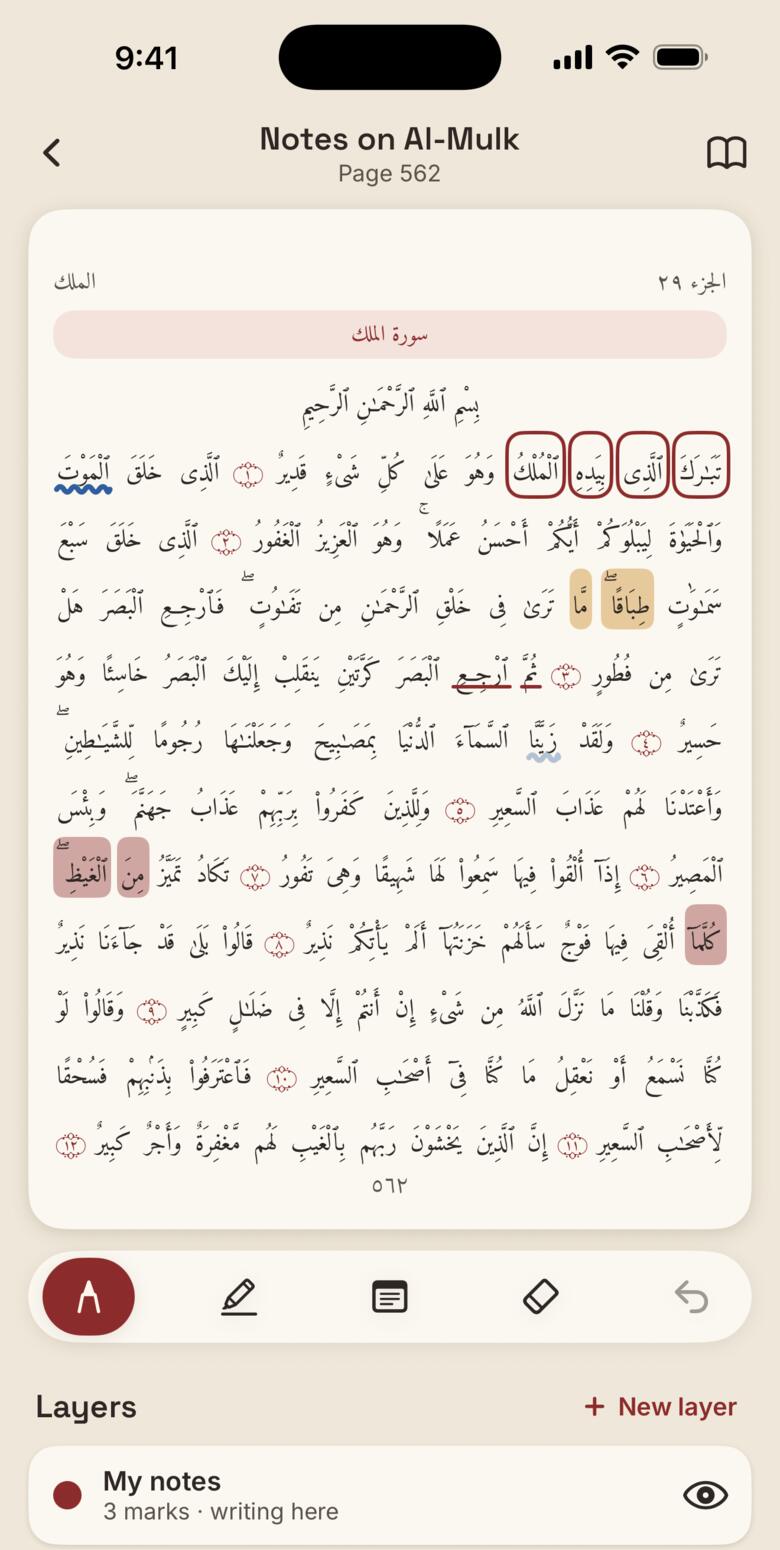 9:41
Notes on Al-Mulk
Page 562
الجزء ٢٩
الملك
سورة الملك
بِسْمِ ٱللَّهِ ٱلرَّحْمَـٰنِ ٱلرَّحِيمِ
تَبَـٰرَكَ ٱلَّذِى بِيَدِهِ ٱلْمُلْكُ وَهُوَ عَلَىٰ كُلِّ شَىْءٍ قَدِيرٌ ١ ٱلَّذِى خَلَقَ ٱلْمَوْتَ
وَٱلْحَيَوٰةَ لِيَبْلُوَكُمْ أَيُّكُمْ أَحْسَنُ عَمَلًا ۚ وَهُوَ ٱلْعَزِيزُ ٱلْغَفُورُ ٢ ٱلَّذِى خَلَقَ سَبْعَ
سَمَـٰوَٰتٍ طِبَاقًا ۖ مَّا تَرَىٰ فِى خَلْقِ ٱلرَّحْمَـٰنِ مِن تَفَـٰوُتٍ ۖ فَٱرْجِعِ ٱلْبَصَرَ هَلْ
تَرَىٰ مِن فُطُورٍ ٣ ثُمَّ ٱرْجِعِ ٱلْبَصَرَ كَرَّتَيْنِ يَنقَلِبْ إِلَيْكَ ٱلْبَصَرُ خَاسِئًا وَهُوَ
حَسِيرٌ ٤ وَلَقَدْ زَيَّنَّا ٱلسَّمَآءَ ٱلدُّنْيَا بِمَصَـٰبِيحَ وَجَعَلْنَـٰهَا رُجُومًا لِّلشَّيَـٰطِينِ ۖ
وَأَعْتَدْنَا لَهُمْ عَذَابَ ٱلسَّعِيرِ ٥ وَلِلَّذِينَ كَفَرُوا۟ بِرَبِّهِمْ عَذَابُ جَهَنَّمَ ۖ وَبِئْسَ
ٱلْمَصِيرُ ٦ إِذَآ أُلْقُوا۟ فِيهَا سَمِعُوا۟ لَهَا شَهِيقًا وَهِىَ تَفُورُ ٧ تَكَادُ تَمَيَّزُ مِنَ ٱلْغَيْظِ ۖ
كُلَّمَآ أُلْقِىَ فِيهَا فَوْجٌ سَأَلَهُمْ خَزَنَتُهَآ أَلَمْ يَأْتِكُمْ نَذِيرٌ ٨ قَالُوا۟ بَلَىٰ قَدْ جَآءَنَا نَذِيرٌ
فَكَذَّبْنَا وَقُلْنَا مَا نَزَّلَ ٱللَّهُ مِن شَىْءٍ إِنْ أَنتُمْ إِلَّا فِى ضَلَـٰلٍ كَبِيرٍ ٩ وَقَالُوا۟ لَوْ
كُنَّا نَسْمَعُ أَوْ نَعْقِلُ مَا كُنَّا فِىٓ أَصْحَـٰبِ ٱلسَّعِيرِ ١٠ فَٱعْتَرَفُوا۟ بِذَنۢبِهِمْ فَسُحْقًا
لِّأَصْحَـٰبِ ٱلسَّعِيرِ ١١ إِنَّ ٱلَّذِينَ يَخْشَوْنَ رَبَّهُم بِٱلْغَيْبِ لَهُم مَّغْفِرَةٌ وَأَجْرٌ كَبِيرٌ ١٢
٥٦٢
Layers
+ New layer
My notes
3 marks · writing here